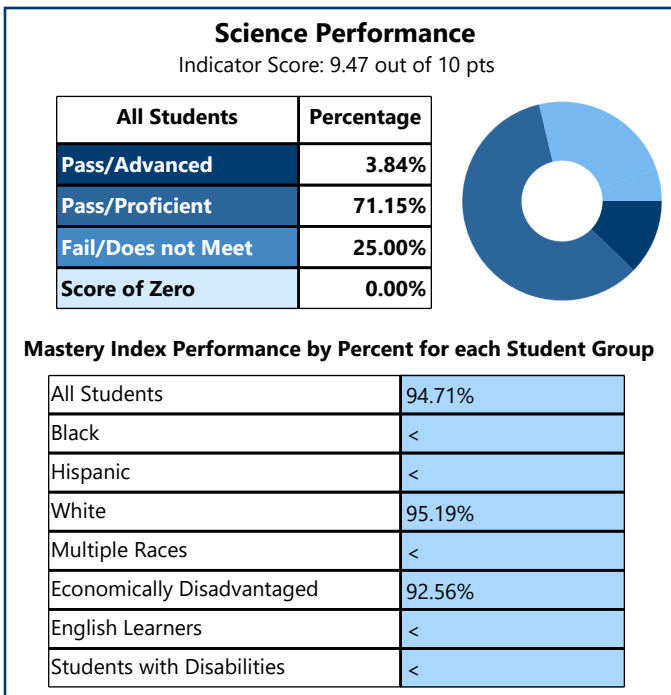 Science Performance
Indicator Score: 9.47 out of 10 pts
All Students Percentage
Pass/Advanced 3.84%
Pass/Proficient 71.15%
Fail/Does not Meet 25.00%
Score of Zero 0.00%
Mastery Index Performance by Percent for each Student Group
All Students 94.71%
Black <
Hispanic <
White 95.19%
Multiple Races <
Economically Disadvantaged 92.56%
English Learners <
Students with Disabilities <